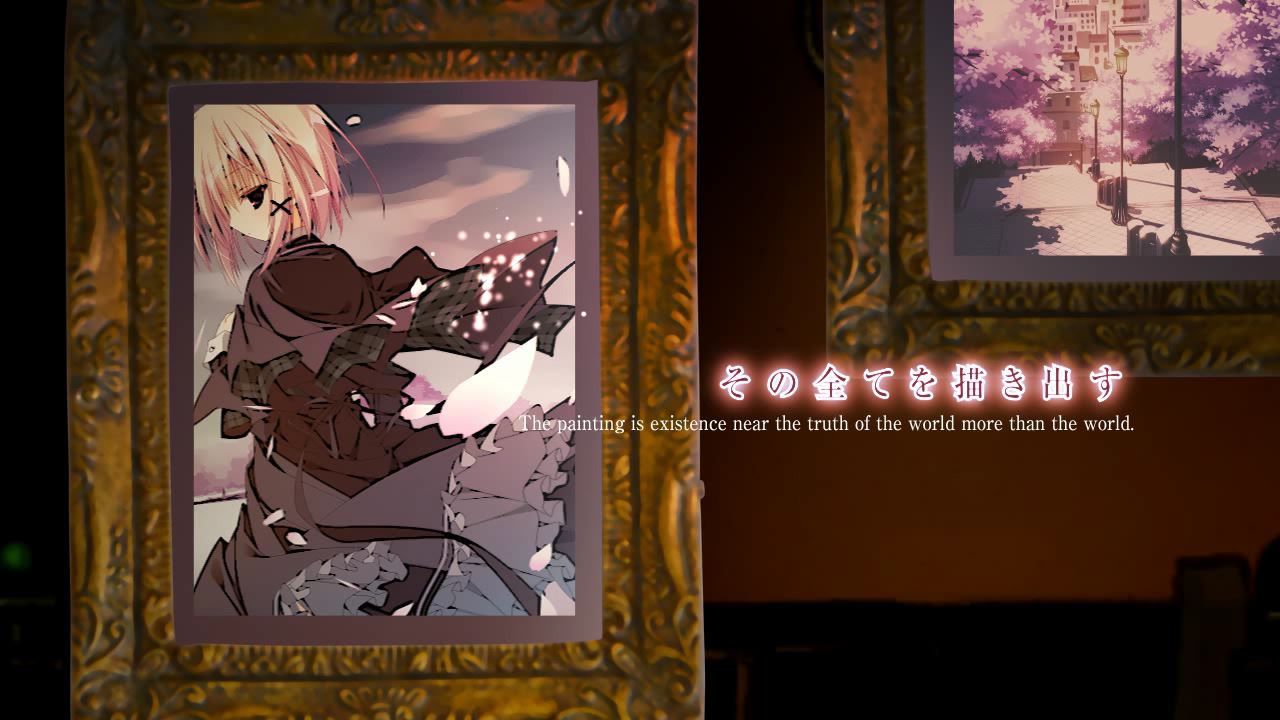 その全てを描き出す
The painting is existence near the truth of the world more than the world.